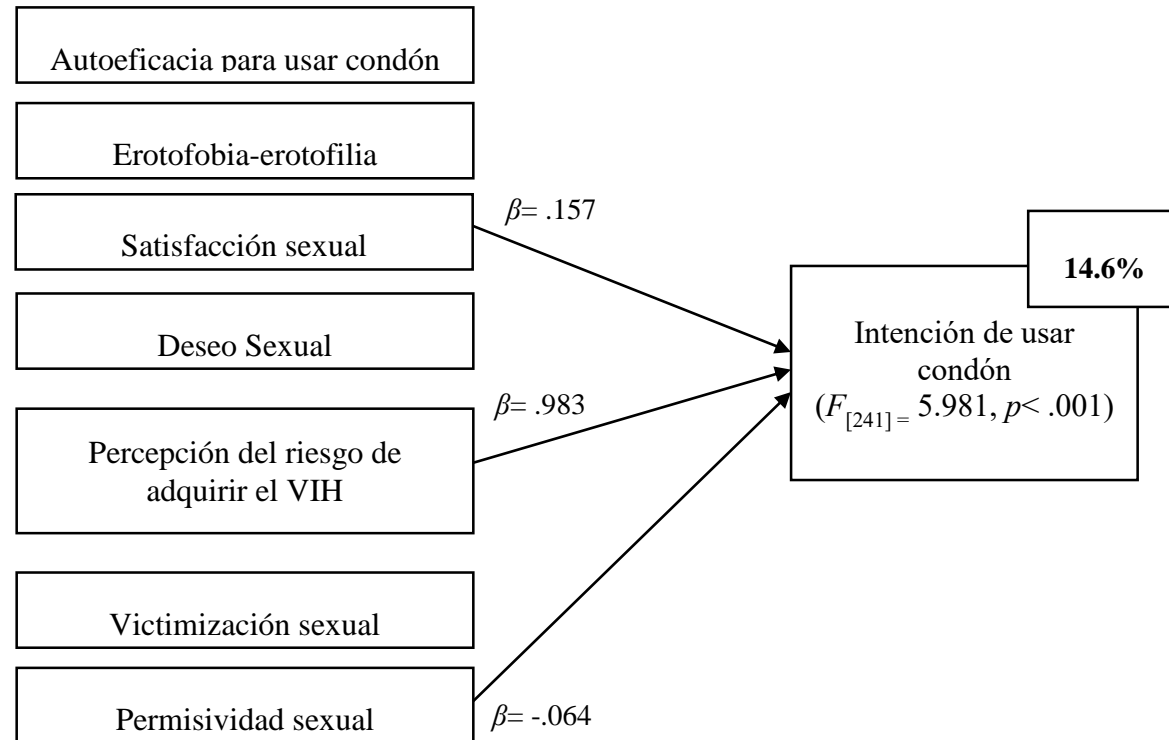 Autoeficacia para usar condón
Erotofobia-erotofilia
Satisfacción sexual
β= .157
Deseo Sexual
β= .983
Percepción del riesgo de
adquirir el VIH
Victimización sexual
Permisividad sexual
β= -.064
14.6%
Intención de usar
condón
(F[241] = 5.981, p< .001)